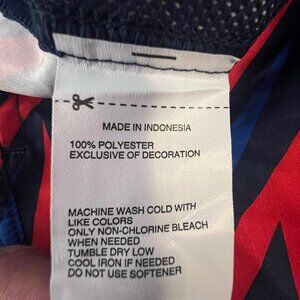 MADE IN INDONESIA
100% POLYESTER
EXCLUSIVE OF DECORATION
MACHINE WASH COLD WITH
LIKE COLORS
ONLY NON-CHLORINE BLEACH
WHEN NEEDED
TUMBLE DRY LOW
COOL IRON IF NEEDED
DO NOT USE SOFTENER